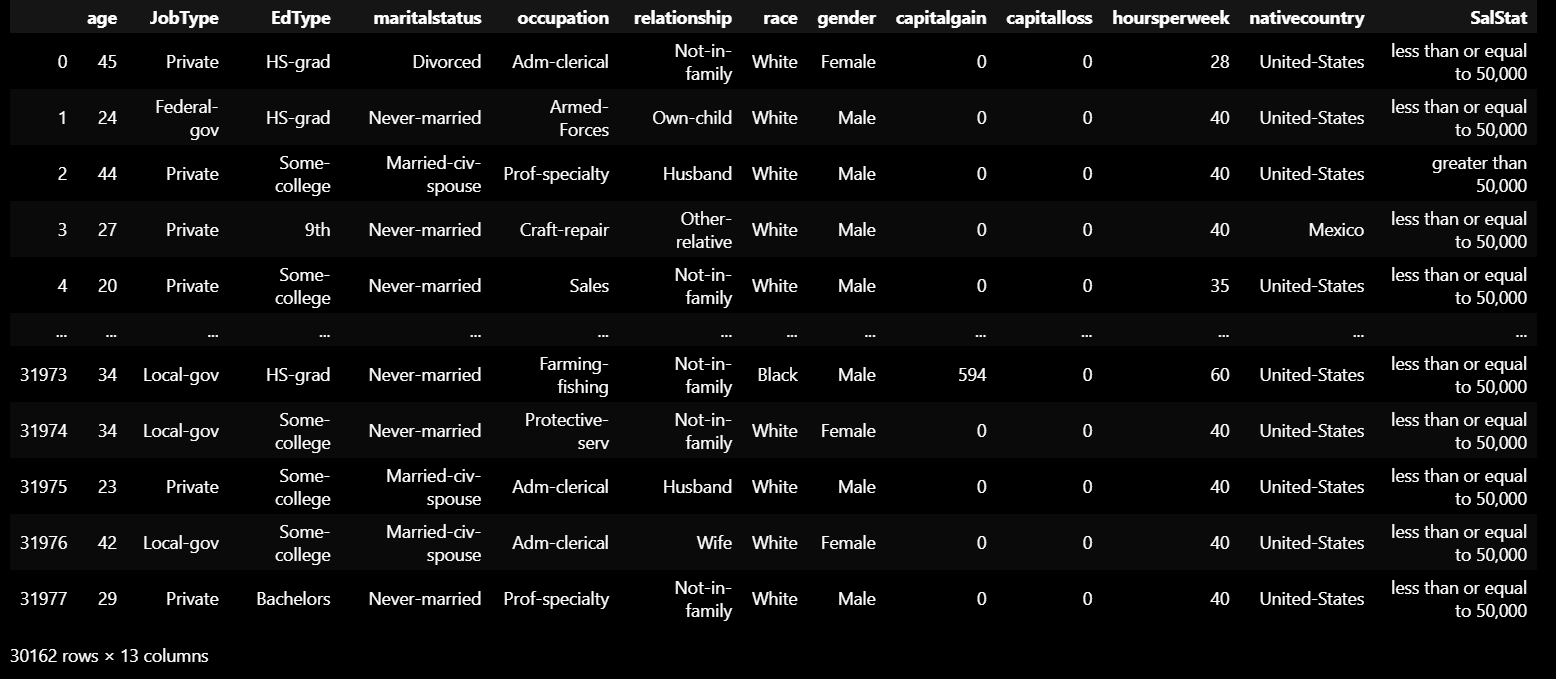 age JobType EdType maritalstatus occupation relationship race gender capitalgain capitalloss hoursperweek nativecountry SalStat
0 45 Private HS-grad Divorced Adm-clerical Not-in-family White Female 0 0 28 United-States less than or equal to 50,000
1 24 Federal-gov HS-grad Never-married Armed-Forces Own-child White Male 0 0 40 United-States less than or equal to 50,000
2 44 Private Some-college Married-civ-spouse Prof-specialty Husband White Male 0 0 40 United-States greater than 50,000
3 27 Private 9th Never-married Craft-repair Other-relative White Male 0 0 40 Mexico less than or equal to 50,000
4 20 Private Some-college Never-married Sales Not-in-family White Male 0 0 35 United-States less than or equal to 50,000
... ... ... ... ... ... ... ... ... ... ... ... ... ...
31973 34 Local-gov HS-grad Never-married Farming-fishing Not-in-family Black Male 594 0 60 United-States less than or equal to 50,000
31974 34 Local-gov Some-college Never-married Protective-serv Not-in-family White Female 0 0 40 United-States less than or equal to 50,000
31975 23 Private Some-college Married-civ-spouse Adm-clerical Husband White Male 0 0 40 United-States less than or equal to 50,000
31976 42 Local-gov Some-college Married-civ-spouse Adm-clerical Wife White Female 0 0 40 United-States less than or equal to 50,000
31977 29 Private Bachelors Never-married Prof-specialty Not-in-family White Male 0 0 40 United-States less than or equal to 50,000
30162 rows × 13 columns